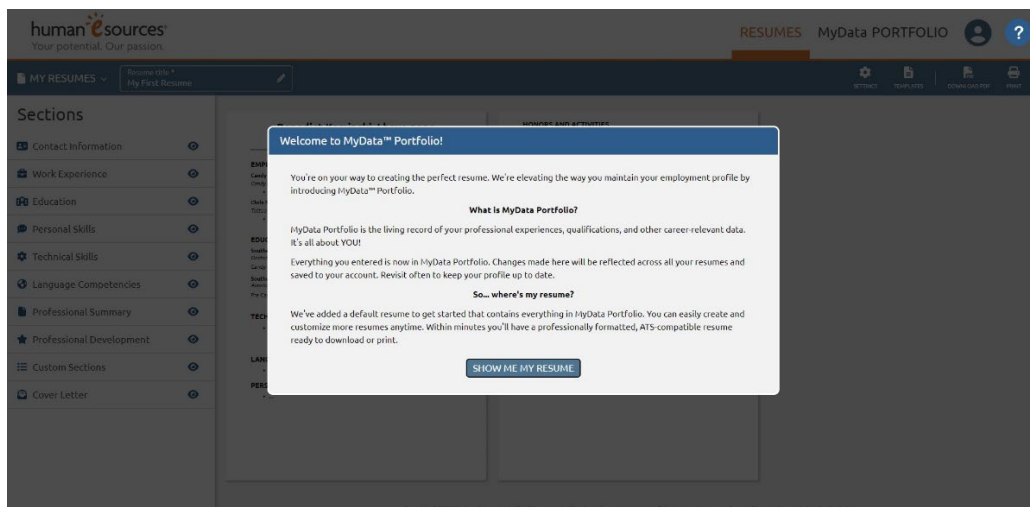 human esources
Your potential. Our passion.
RESUMES
MyData PORTFOLIO
?
MY RESUMES
Resume title *
My First Resume
SETTINGS
TEMPLATES
DOWNLOAD PDF
PRINT
Sections
Contact Information
Work Experience
Education
Personal Skills
Technical Skills
Language Competencies
Professional Summary
Professional Development
Custom Sections
Cover Letter
HONORS AND ACTIVITIES
Welcome to MyData™ Portfolio!
You're on your way to creating the perfect resume. We're elevating the way you maintain your employment profile by
introducing MyData™ Portfolio.
What is MyData Portfolio?
MyData Portfolio is the living record of your professional experiences, qualifications, and other career-relevant data.
It's all about YOU!
Everything you entered is now in MyData Portfolio. Changes made here will be reflected across all your resumes and
saved to your account. Revisit often to keep your profile up to date.
So... where's my resume?
We've added a default resume to get started that contains everything in MyData Portfolio. You can easily create and
customize more resumes anytime. Within minutes you'll have a professionally formatted, ATS-compatible resume
ready to download or print.
SHOW ME MY RESUME